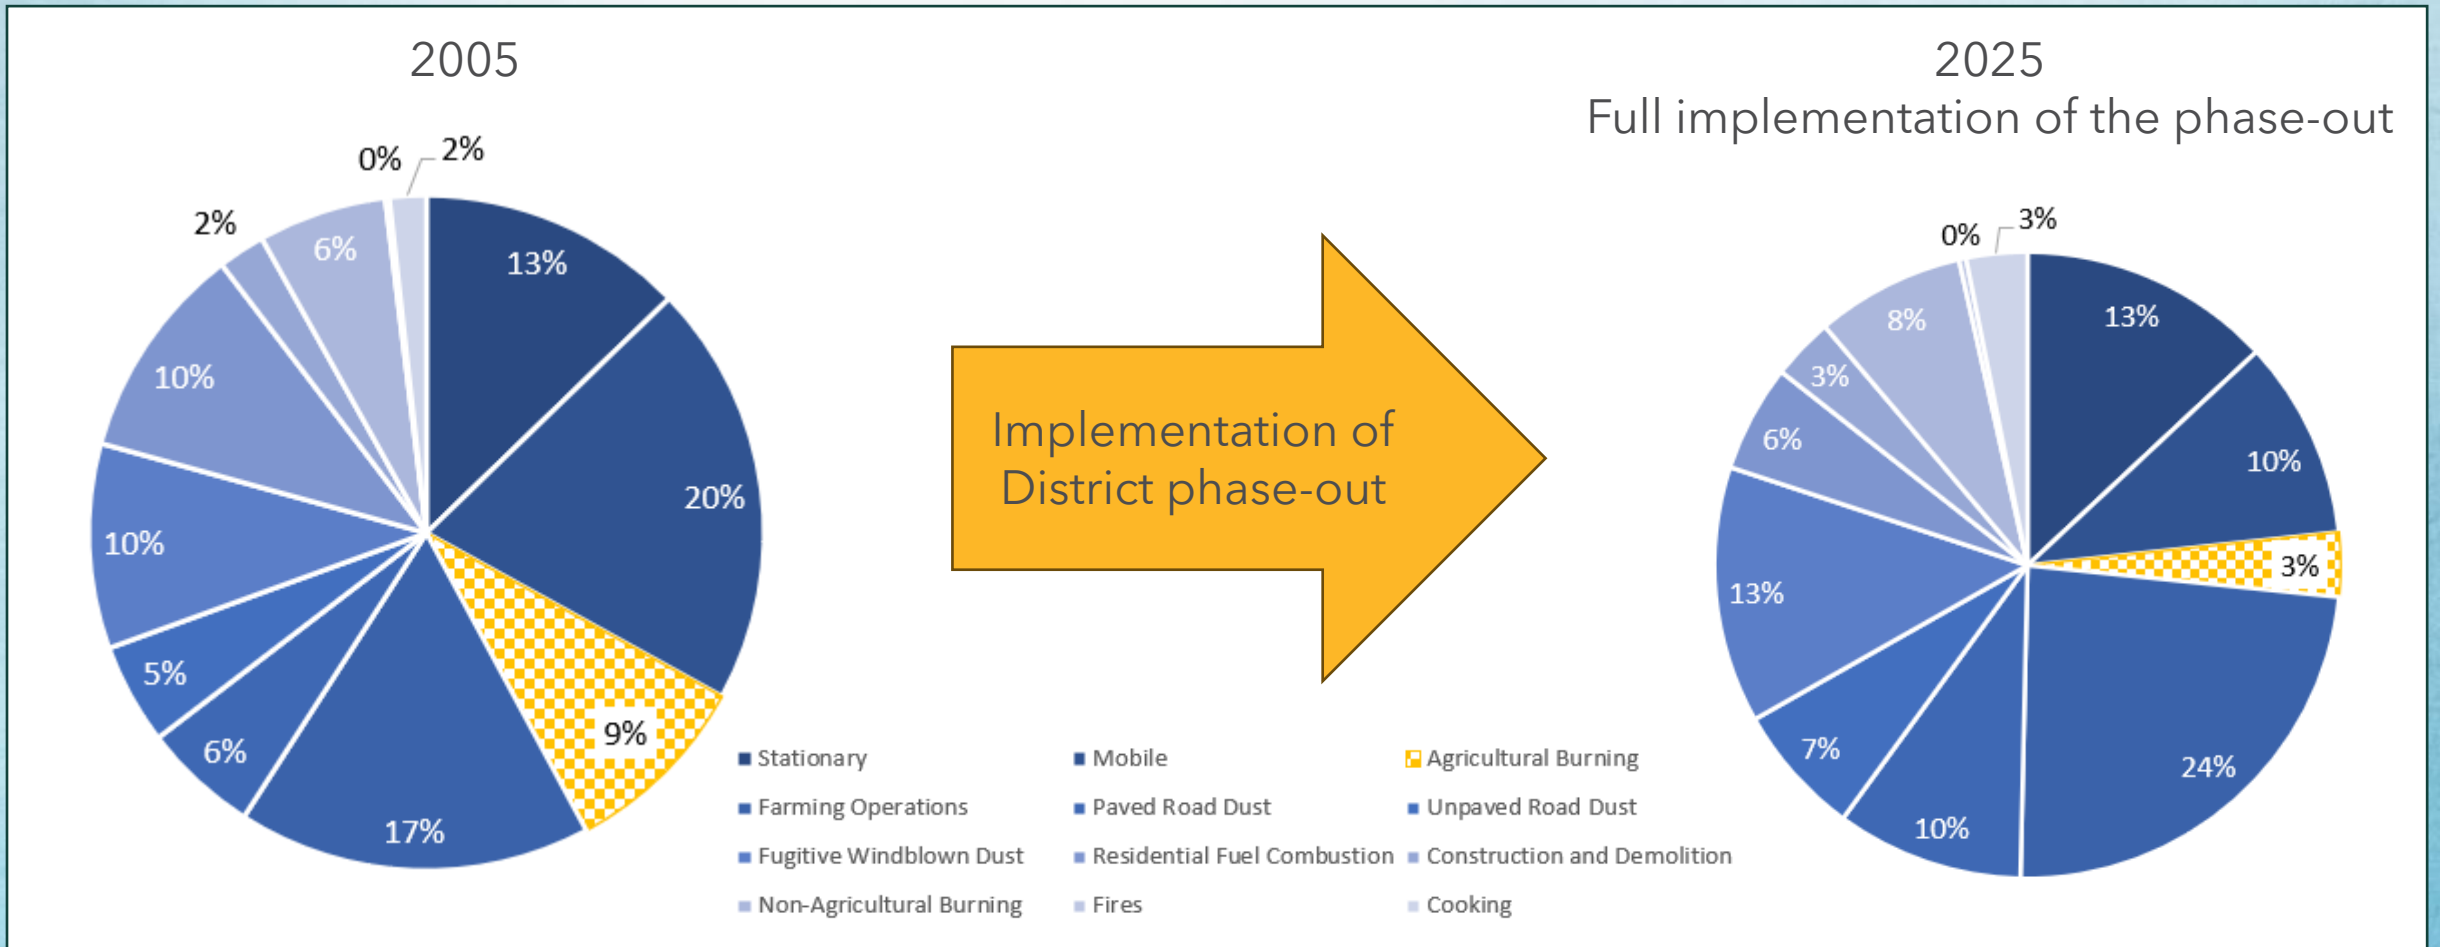 2005
2025
Full implementation of the phase-out
0%
2%
2%
6%
13%
20%
9%
17%
6%
5%
10%
10%
Implementation of
District phase-out
0%
3%
13%
10%
3%
24%
10%
7%
13%
6%
3%
8%
Stationary
Mobile
Agricultural Burning
Farming Operations
Paved Road Dust
Unpaved Road Dust
Fugitive Windblown Dust
Residential Fuel Combustion
Construction and Demolition
Non-Agricultural Burning
Fires
Cooking